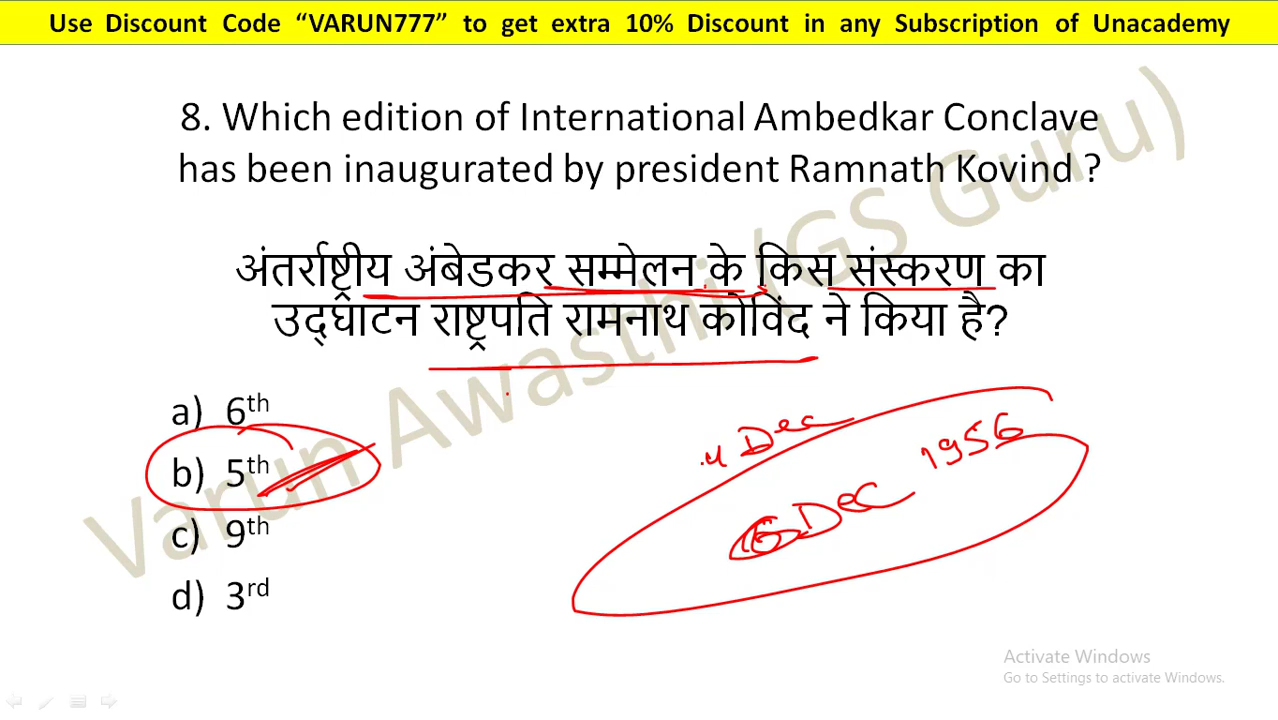 Use Discount Code “VARUN777” to get extra 10% Discount in any Subscription of Unacademy
8. Which edition of International Ambedkar Conclave
has been inaugurated by president Ramnath Kovind ?
अंतर्राष्ट्रीय अंबेडकर सम्मेलन के किस संस्करण का
उद्घाटन राष्ट्रपति रामनाथ कोविंद ने किया है?
a) 6th
b) 5th
c) 9th
d) 3rd
4 Dec
6 Dec 1956
Varun Awasthi (GS Guru)
Activate Windows
Go to Settings to activate Windows.